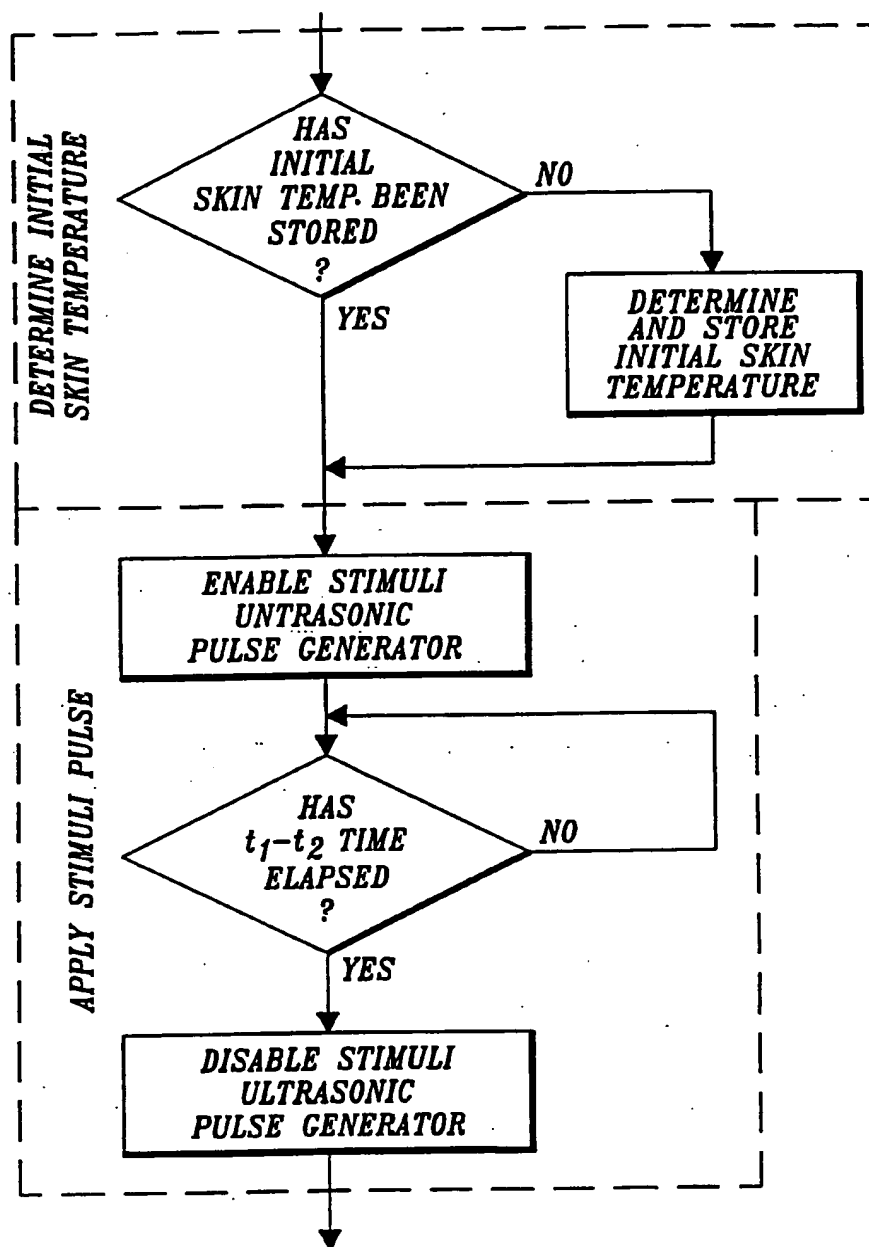 DETERMINE INITIAL
SKIN TEMPERATURE
HAS
INITIAL
SKIN TEMP. BEEN
STORED
?
NO
YES
DETERMINE
AND STORE
INITIAL SKIN
TEMPERATURE
APPLY STIMULI PULSE
ENABLE STIMULI
UNTRASONIC
PULSE GENERATOR
HAS
t₁-t₂ TIME
ELAPSED
?
NO
YES
DISABLE STIMULI
ULTRASONIC
PULSE GENERATOR